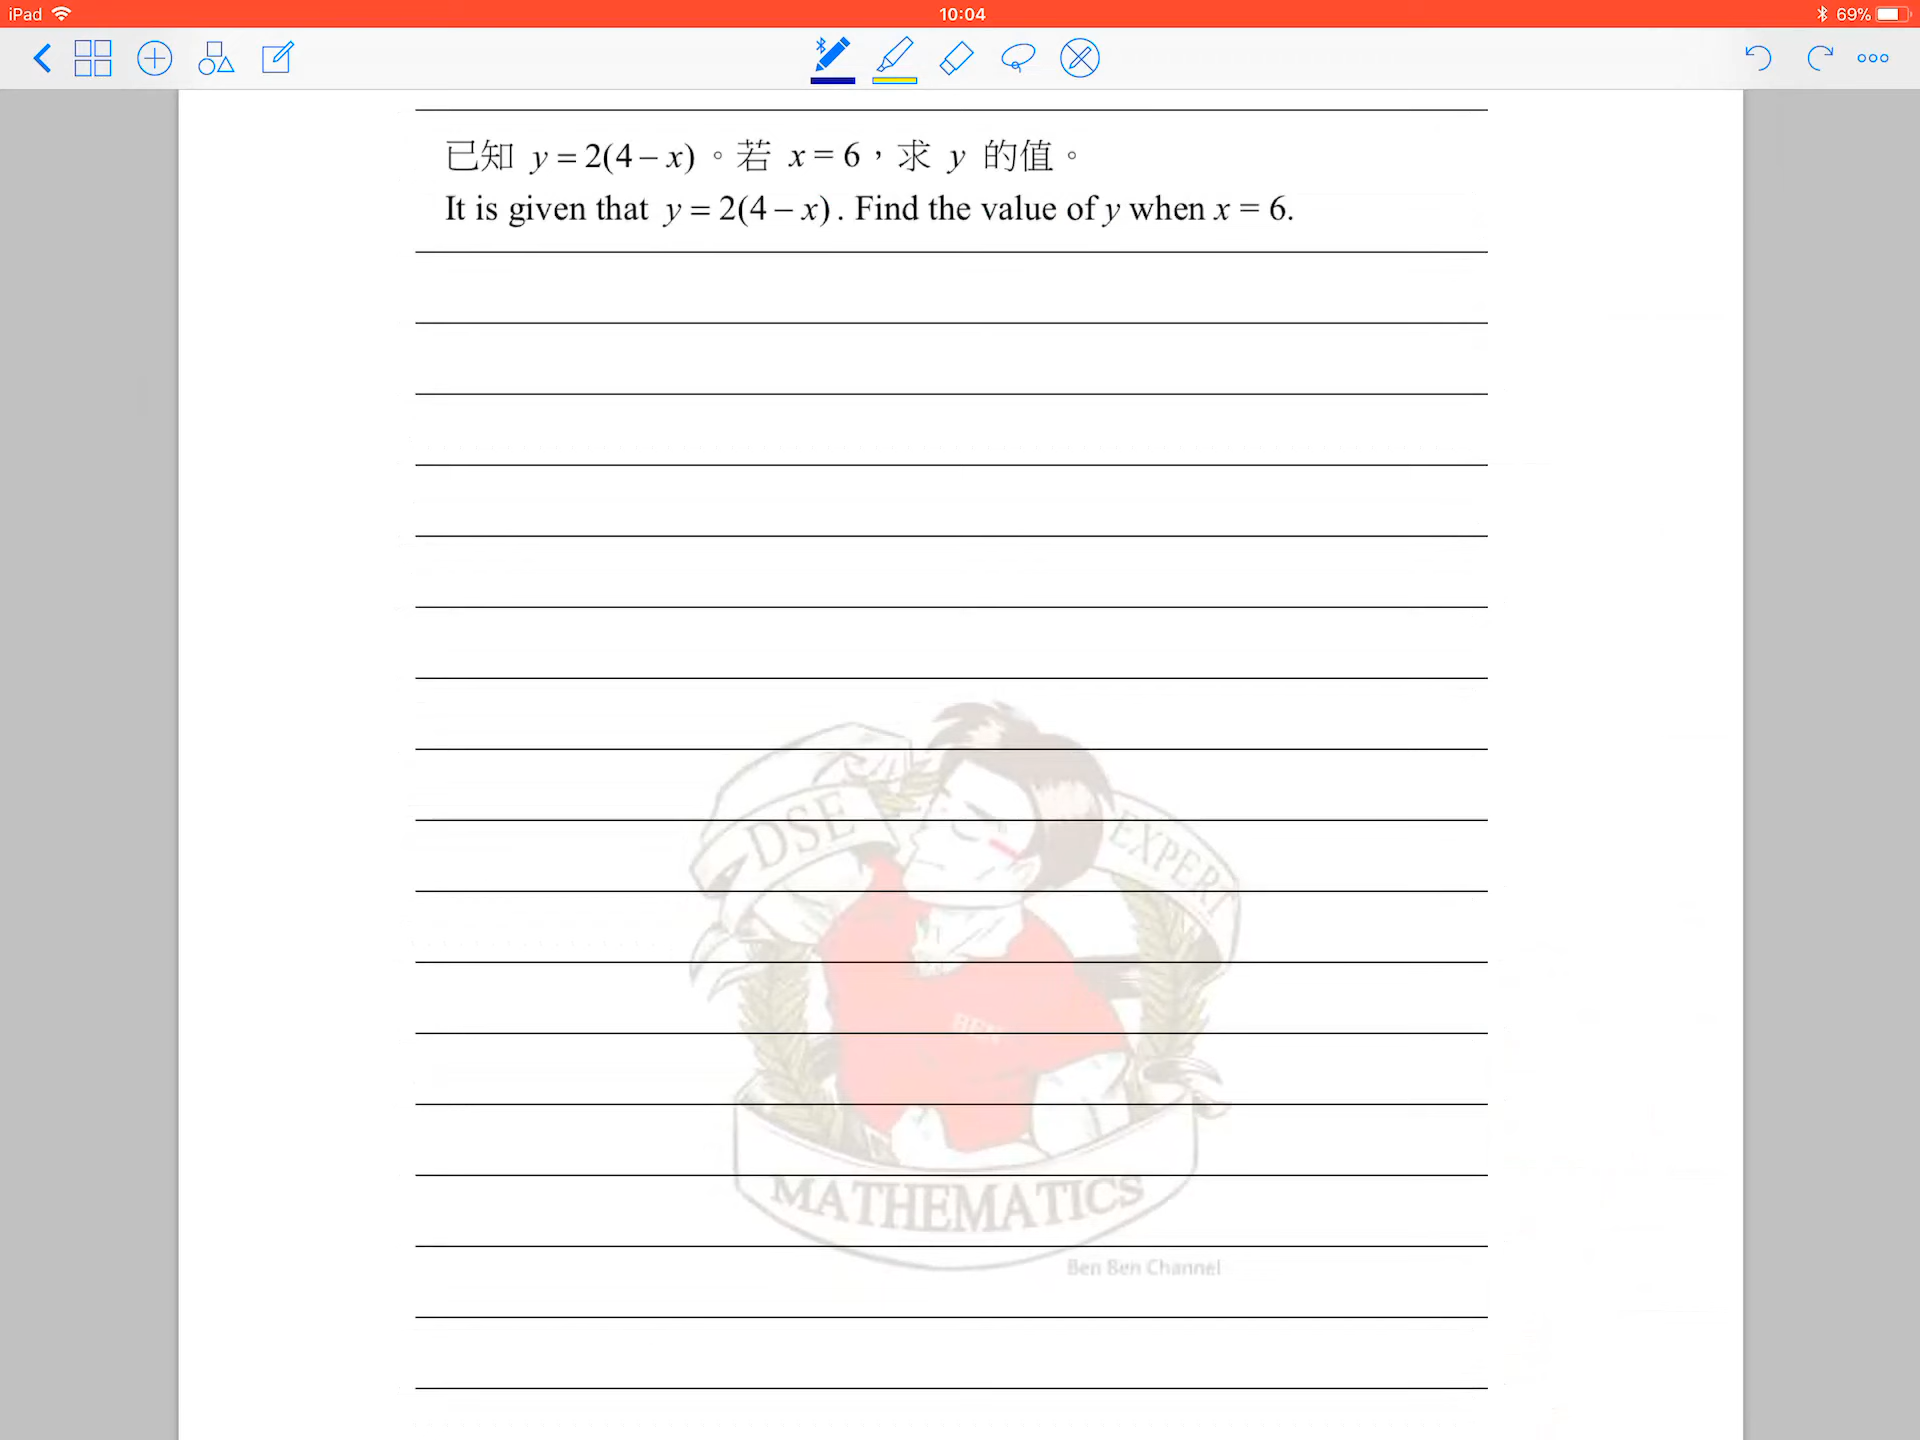 iPad 10:04 69%
已知 y = 2(4 − x)。若 x = 6，求 y 的值。
It is given that y = 2(4 − x). Find the value of y when x = 6.
DSE EXPERT
BEN
MATHEMATICS
Ben Ben Channel